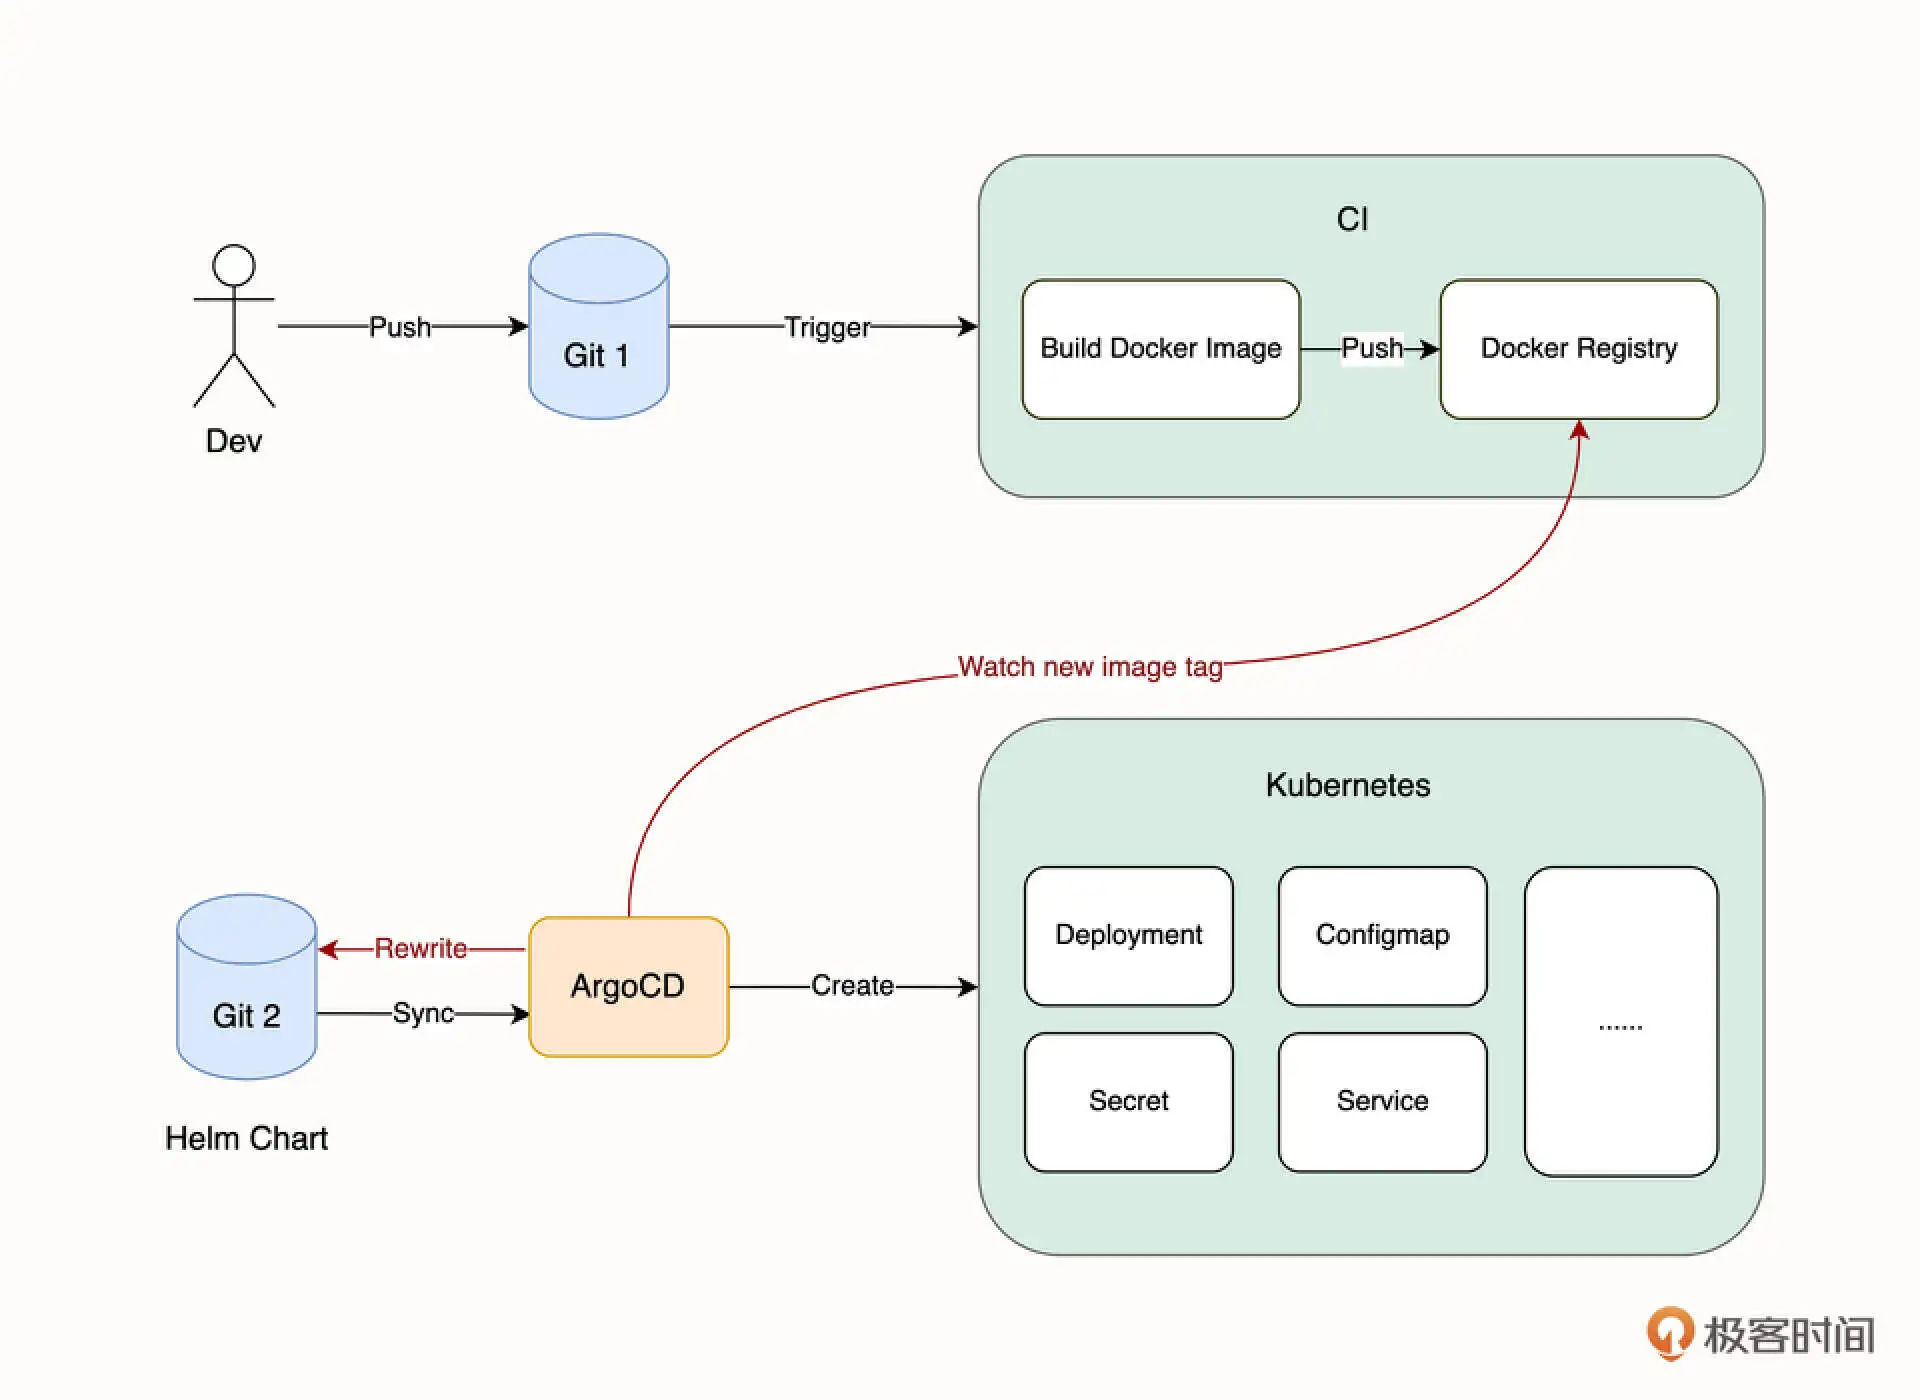 CI
Push
Git 1
Trigger
Build Docker Image
Push
Docker Registry
Dev
Watch new image tag
Kubernetes
Deployment
Configmap
......
Secret
Service
Rewrite
Git 2
Sync
ArgoCD
Create
Helm Chart
极客时间